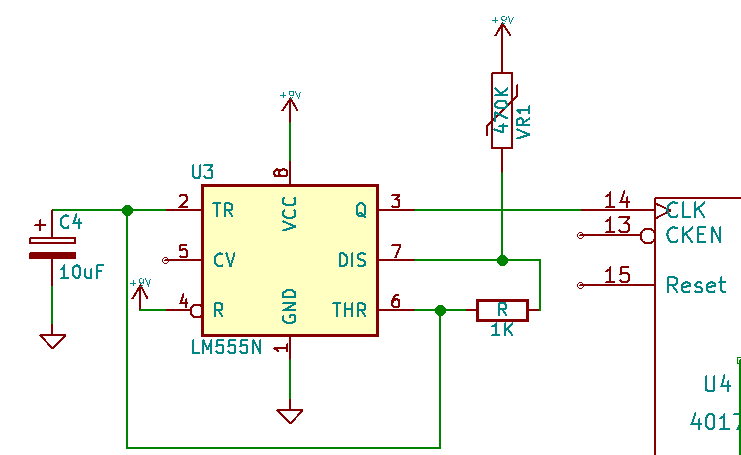 +9V
470K
VR1
+9V
U3
8
VCC
2
TR
Q
3
14
CLK
C4
+
13
CKEN
5
CV
DIS
7
10uF
15
Reset
+9V
4
R
GND
THR
6
R
1K
LM555N
1
U4
4017